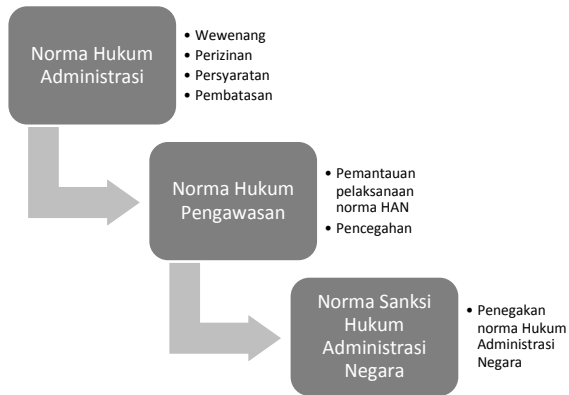 Norma Hukum
Administrasi
• Wewenang
• Perizinan
• Persyaratan
• Pembatasan
Norma Hukum
Pengawasan
• Pemantauan
pelaksanaan
norma HAN
• Pencegahan
Norma Sanksi
Hukum
Administrasi
Negara
• Penegakan
norma Hukum
Administrasi
Negara